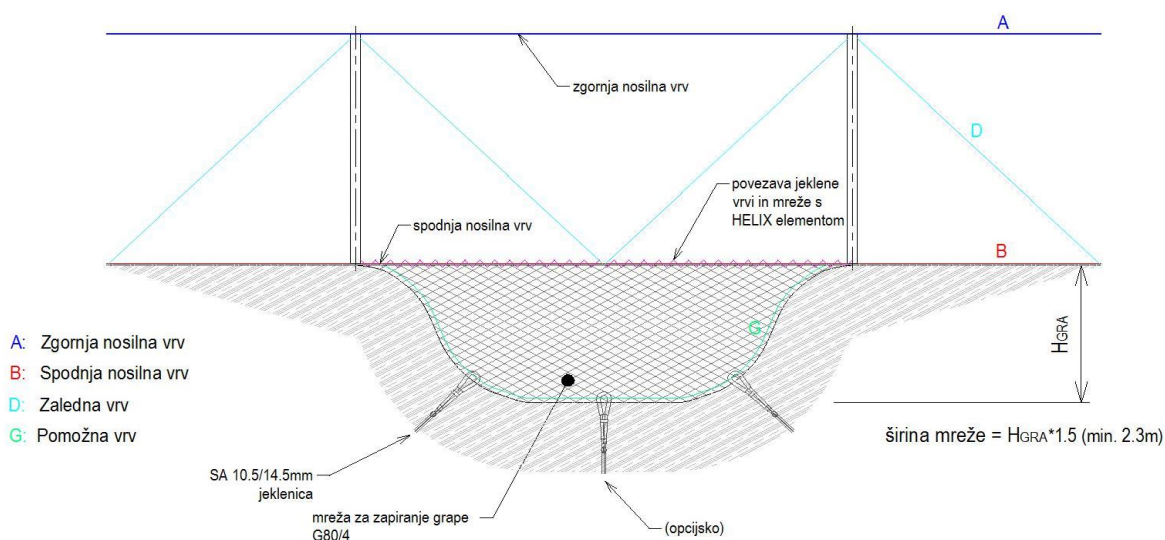 A
zgornja nosilna vrv
D
povezava jeklene
vrvi in mreže s
HELIX elementom
spodnja nosilna vrv
B
G
HGRA
A: Zgornja nosilna vrv
B: Spodnja nosilna vrv
D: Zaledna vrv
G: Pomožna vrv
širina mreže = HGRA*1.5 (min. 2.3m)
SA 10.5/14.5mm
jeklenica
mreža za zapiranje grape
G80/4
(opcijsko)